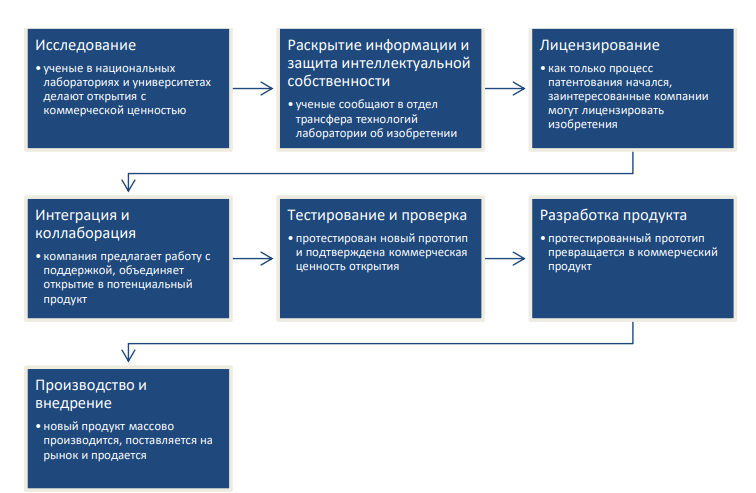 Исследование
• ученые в национальных
лабораториях и университетах
делают открытия с
коммерческой ценностью
Раскрытие информации и
защита интеллектуальной
собственности
• ученые сообщают в отдел
трансфера технологий
лаборатории об изобретении
Лицензирование
• как только процесс
патентования начался,
заинтересованные компании
могут лицензировать
изобретения
Интеграция и
коллаборация
• компания предлагает работу с
поддержкой, объединяет
открытие в потенциальный
продукт
Тестирование и проверка
• протестирован новый прототип
и подтверждена коммерческая
ценность открытия
Разработка продукта
• протестированный прототип
превращается в коммерческий
продукт
Производство и
внедрение
• новый продукт массово
производится, поставляется на
рынок и продается